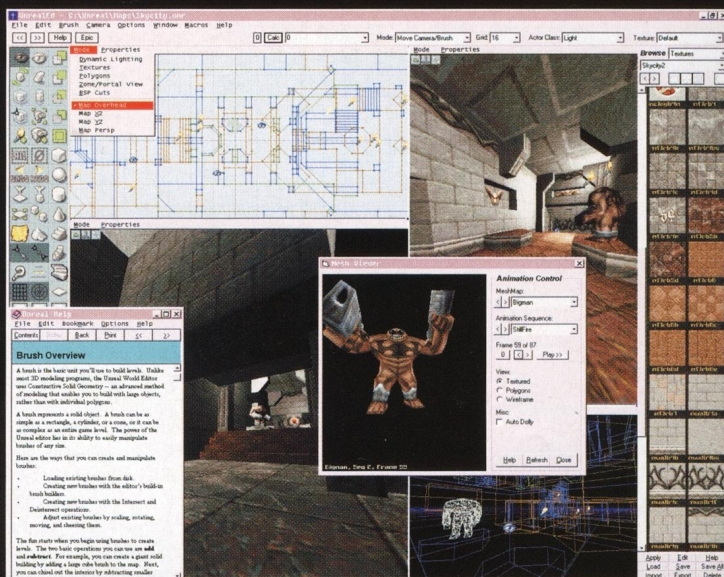 UnrealEd - C:\Unreal\Maps\Skycity.unr
File Edit Brush Camera Options Window Macros Help
<< >> Help Epic 0 Calc 0 Mode: Move Camera/Brush Grid: 16 Actor Class: Light Texture: Default
Mode Properties
Dynamic Lighting
Textures
Polygons
Zone/Portal View
BSP Cuts
Map Overhead
Map XZ
Map YZ
Map Persp
Mode Properties
Browse Textures
Skycity2
< >
Mode Properties
Mesh Viewer
Bigman, Seq 0, Frame 59
Animation Control
MeshMap:
< > Bigman
Animation Sequence:
< > StillFire
Frame 59 of 87
0 < > Play >>
View:
Textured
Polygons
Wireframe
Misc:
Auto Dolly
Help Refresh Close
Unreal Help
File Edit Bookmark Options Help
Contents Back Print << >>
Brush Overview
A brush is the basic unit you'll use to build levels. Unlike
most 3D modeling programs, the Unreal World Editor
uses Constructive Solid Geometry -- an advanced method
of modeling that enables you to build with large objects,
rather than with individual polygons.
A brush represents a solid object. A brush can be as
simple as a rectangle, a cylinder, or a cone, or it can be
as complex as an entire game level. The power of the
Unreal editor lies in its ability to easily manipulate
brushes of any size.
Here are the ways that you can create and manipulate
brushes:
Loading existing brushes from disk.
Creating new brushes with the editor's build-in
brush builders.
Creating new brushes with the Intersect and
Deintersect operations.
Adjust existing brushes by scaling, rotating,
moving, and sheering them.
The fun starts when you begin using brushes to create
levels. The two basic operations you can use are add
and subtract. For example, you can create a giant solid
building by adding a large cube brush to the map. Next,
you can chisel out the interior by subtracting smaller
Apply Edit Help
Load Save Save All
Import Export Delete